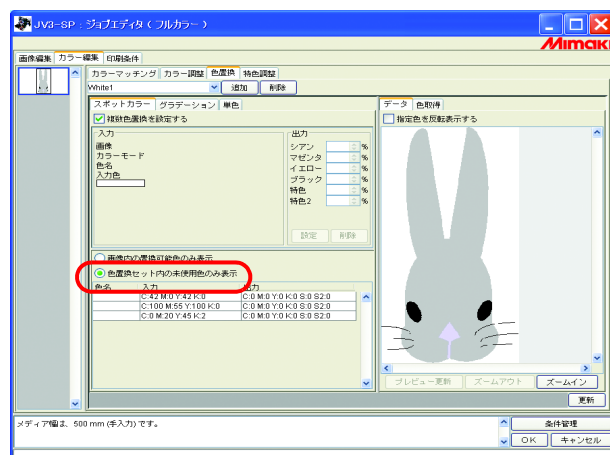 JV3-SP : ジョブエディタ ( フルカラー )
Mimaki
画像編集 カラー編集 印刷条件
カラーマッチング カラー調整 色置換 特色調整
White1 追加 削除
スポットカラー グラデーション 単色
複数色置換を設定する
入力
画像
カラーモード
色名
入力色
出力
シアン %
マゼンタ %
イエロー %
ブラック %
特色 %
特色2 %
設定 削除
画像内の置換可能色のみ表示
色置換セット内の未使用色のみ表示
色名 入力 出力
C:42 M:0 Y:42 K:0 C:0 M:0 Y:0 K:0 S:0 S2:0
C:100 M:55 Y:100 K:0 C:0 M:0 Y:0 K:0 S:0 S2:0
C:0 M:20 Y:45 K:2 C:0 M:0 Y:0 K:0 S:0 S2:0
データ 色取得
指定色を反転表示する
プレビュー更新 ズームアウト ズームイン
更新
メディア幅は、500 mm (手入力) です。
条件管理
OK キャンセル